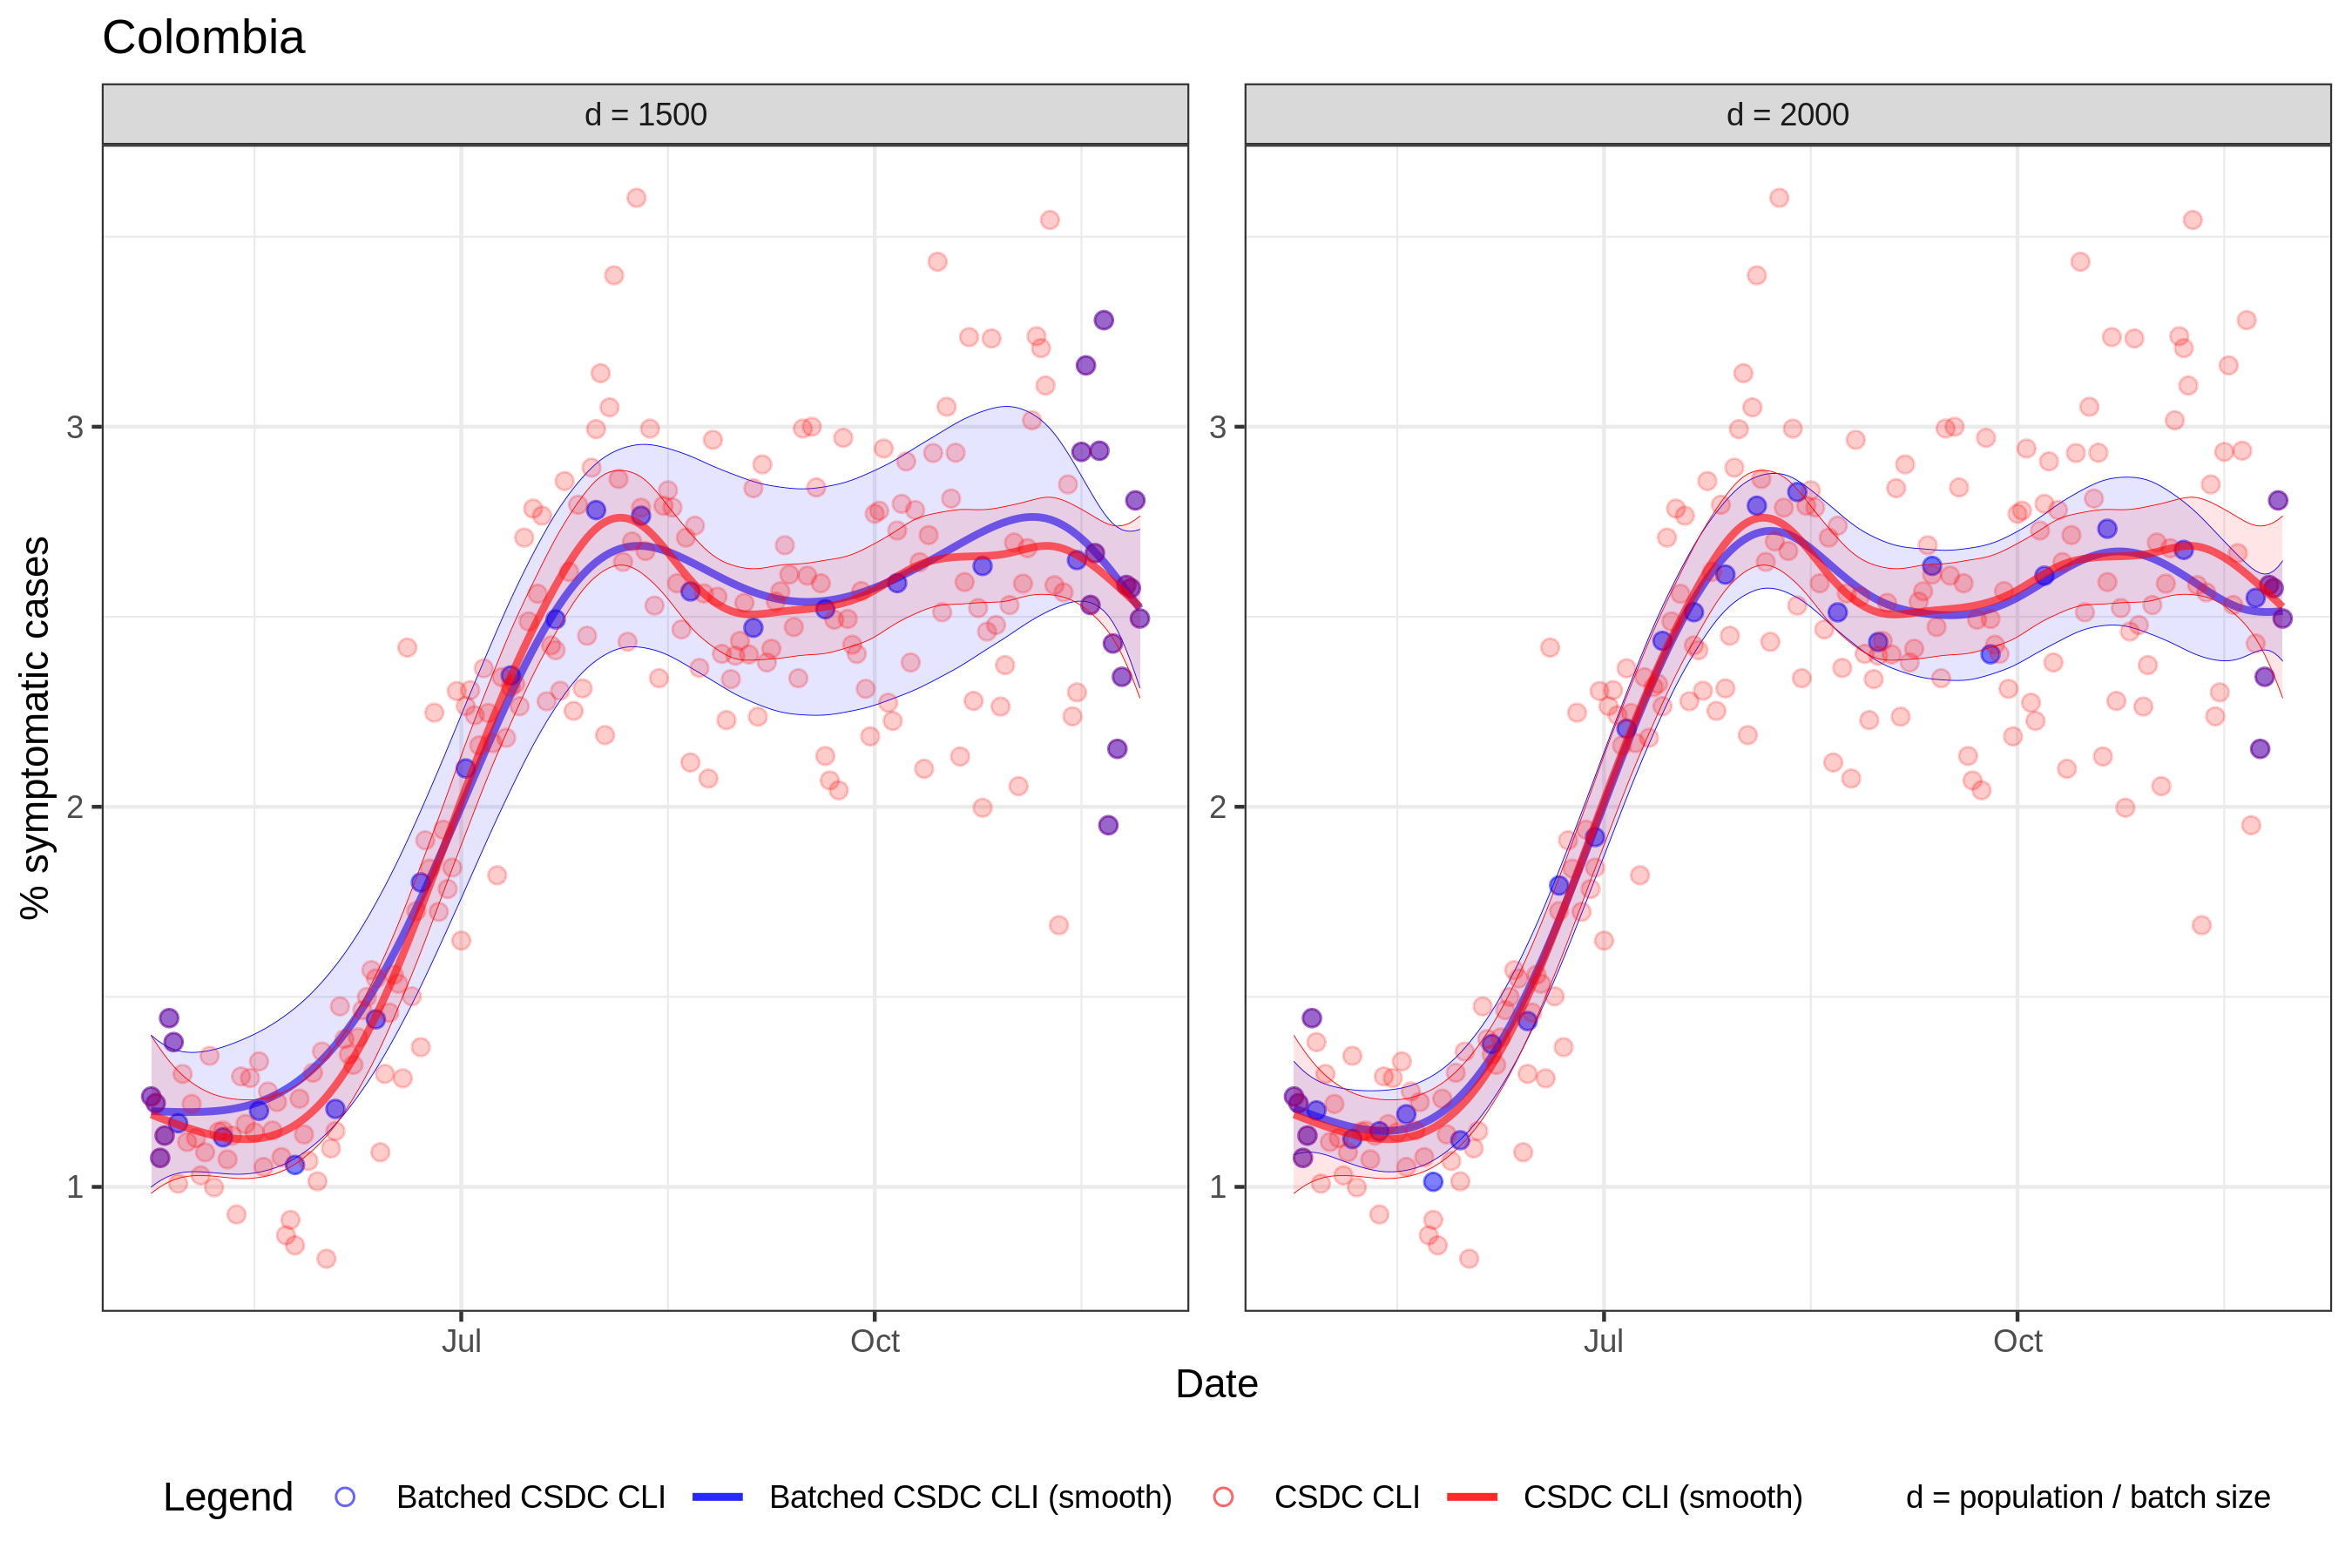 Colombia
d = 1500
d = 2000
% symptomatic cases
3
2
1
3
2
1
Jul
Oct
Jul
Oct
Date
Legend
Batched CSDC CLI
Batched CSDC CLI (smooth)
CSDC CLI
CSDC CLI (smooth)
d = population / batch size